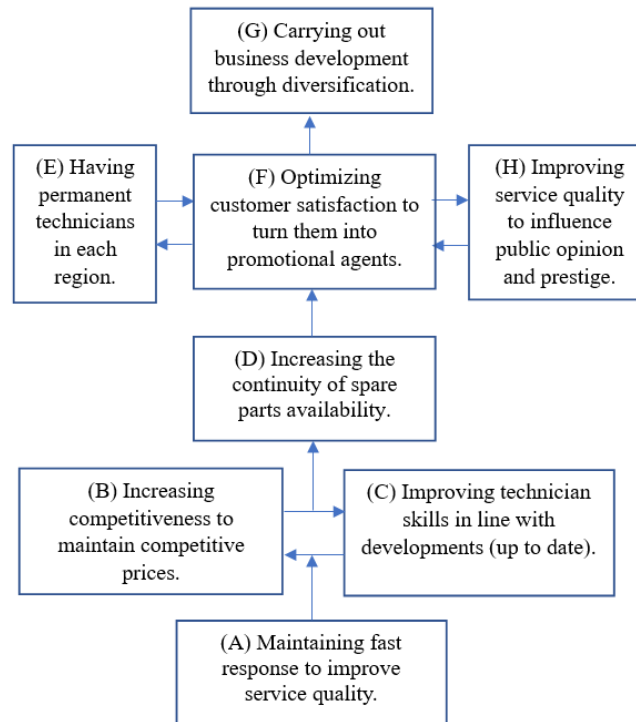 (G) Carrying out
business development
through diversification.
(E) Having
permanent
technicians
in each
region.
(F) Optimizing
customer satisfaction to
turn them into
promotional agents.
(H) Improving
service quality
to influence
public opinion
and prestige.
(D) Increasing the
continuity of spare
parts availability.
(B) Increasing
competitiveness to
maintain competitive
prices.
(C) Improving technician
skills in line with
developments (up to date).
(A) Maintaining fast
response to improve
service quality.